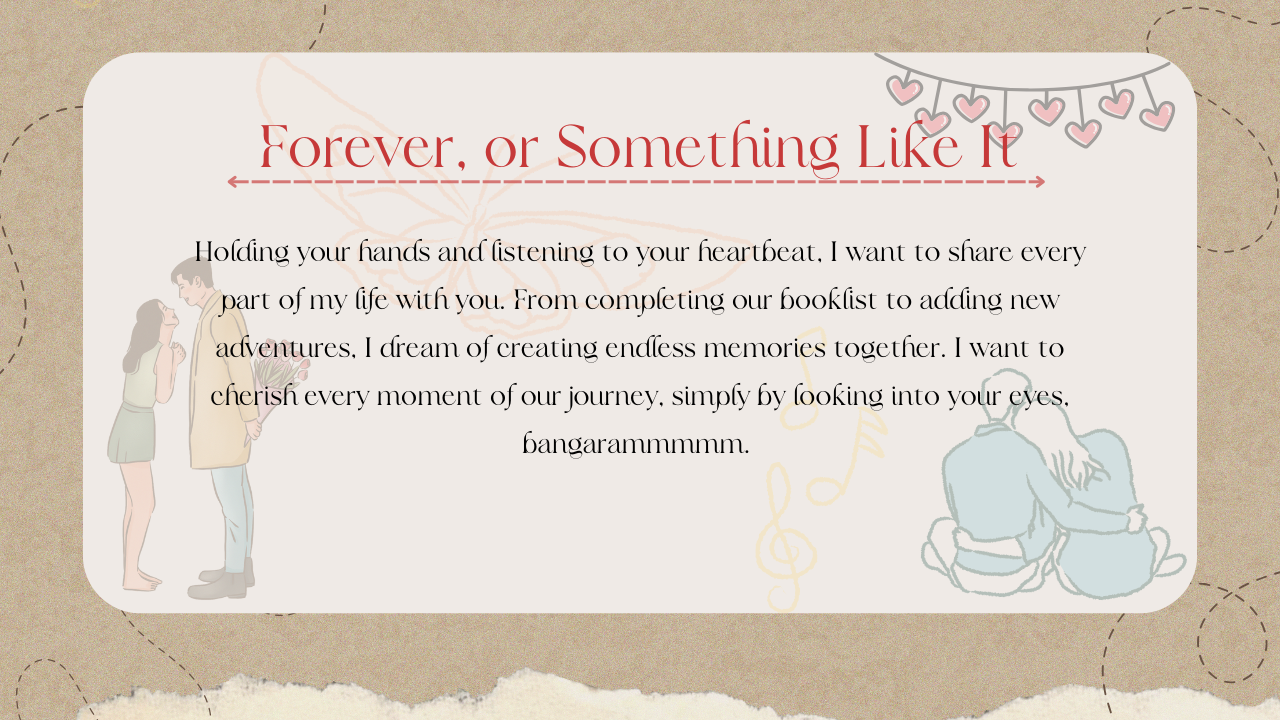 Forever, or Something Like It
Holding your hands and listening to your heartbeat, I want to share every
part of my life with you. From completing our booklist to adding new
adventures, I dream of creating endless memories together. I want to
cherish every moment of our journey, simply by looking into your eyes,
bangarammmmm.